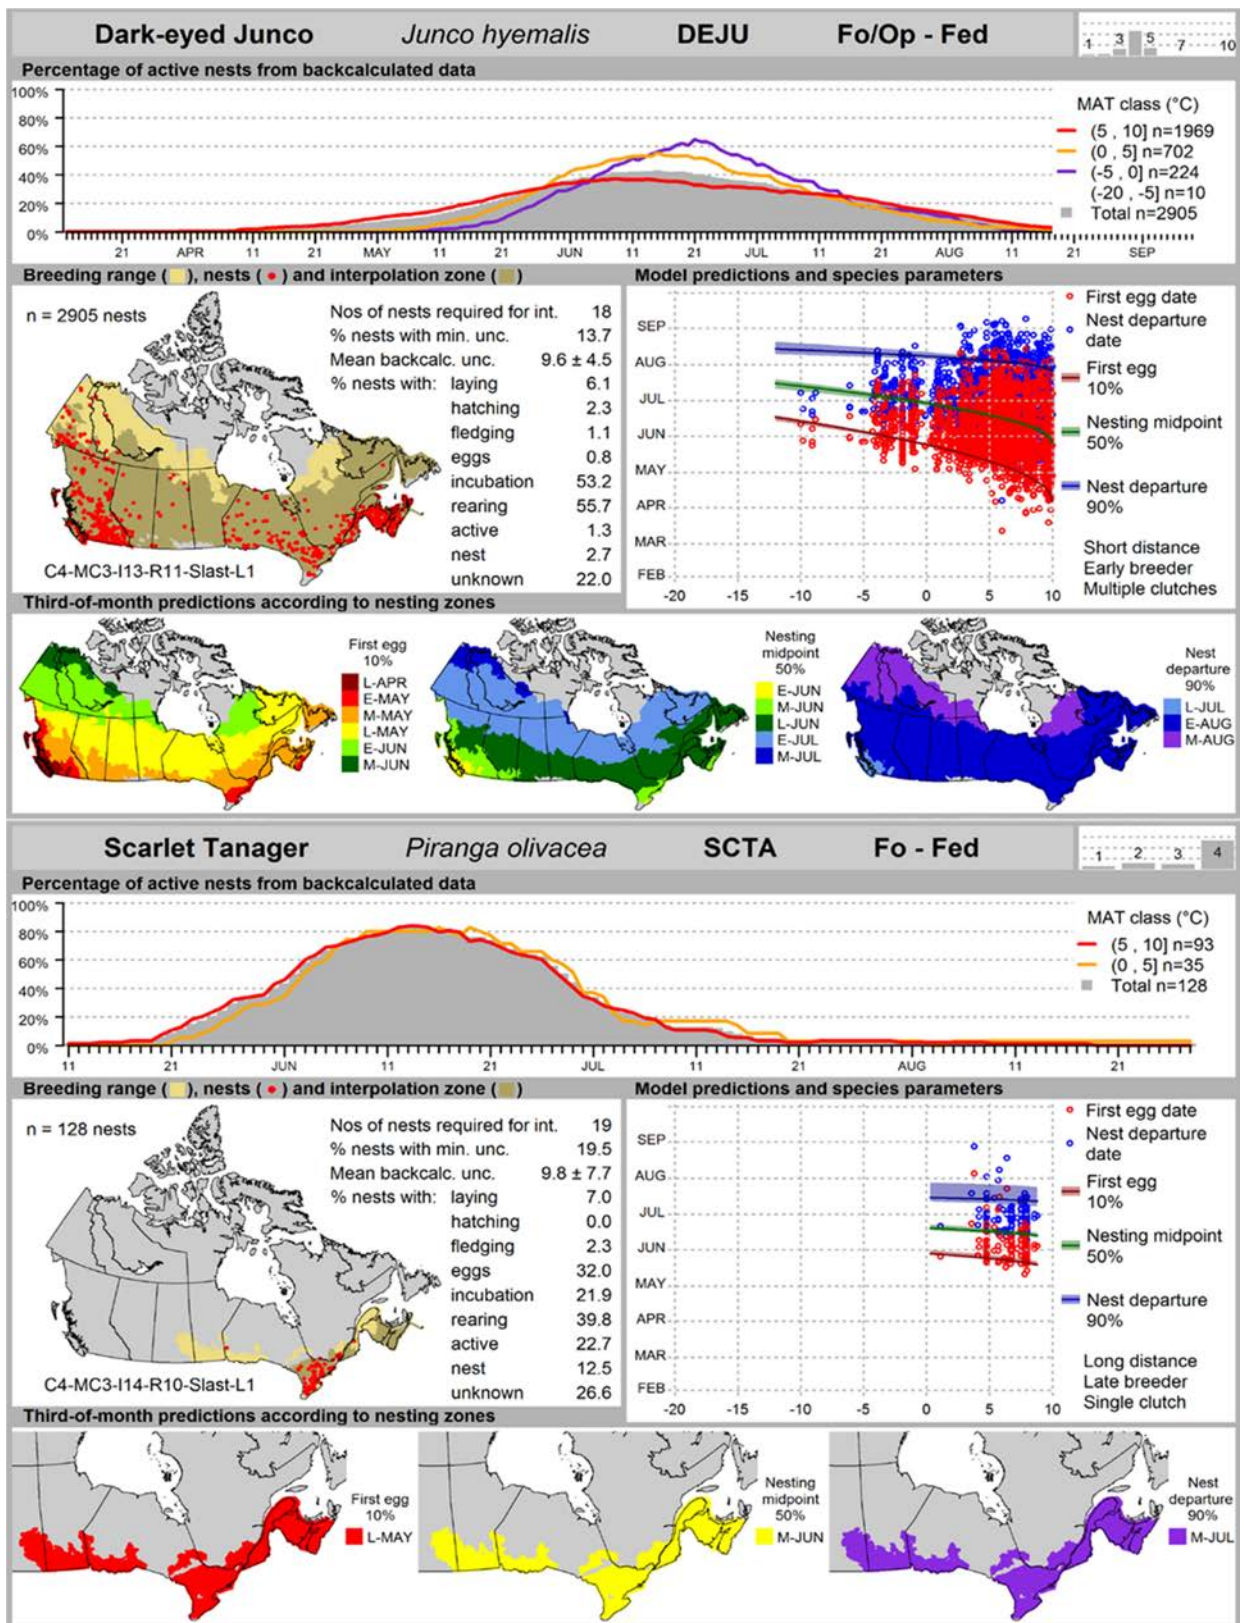 Dark-eyed Junco Junco hyemalis DEJU Fo/Op - Fed
1 3 5 7 10
Percentage of active nests from backcalculated data
100%
80%
60%
40%
20%
0%
21 APR 11 21 MAY 11 21 JUN 11 21 JUL 11 21 AUG 11 21 SEP
MAT class (°C)
(5 , 10] n=1969
(0 , 5] n=702
(-5 , 0] n=224
(-20 , -5] n=10
Total n=2905
Breeding range ( ), nests ( ) and interpolation zone ( )
n = 2905 nests
Nos of nests required for int. 18
% nests with min. unc. 13.7
Mean backcalc. unc. 9.6 ± 4.5
% nests with: laying 6.1
hatching 2.3
fledging 1.1
eggs 0.8
incubation 53.2
rearing 55.7
active 1.3
nest 2.7
unknown 22.0
C4-MC3-I13-R11-Slast-L1
Model predictions and species parameters
SEP
AUG
JUL
JUN
MAY
APR
MAR
FEB
-20 -15 -10 -5 0 5 10
First egg date
Nest departure
date
First egg
10%
Nesting midpoint
50%
Nest departure
90%
Short distance
Early breeder
Multiple clutches
Third-of-month predictions according to nesting zones
First egg
10%
L-APR
E-MAY
M-MAY
L-MAY
E-JUN
M-JUN
Nesting
midpoint
50%
E-JUN
M-JUN
L-JUN
E-JUL
M-JUL
Nest
departure
90%
L-JUL
E-AUG
M-AUG
Scarlet Tanager Piranga olivacea SCTA Fo - Fed
1 2 3 4
Percentage of active nests from backcalculated data
100%
80%
60%
40%
20%
0%
11 21 JUN 11 21 JUL 11 21 AUG 11 21
MAT class (°C)
(5 , 10] n=93
(0 , 5] n=35
Total n=128
Breeding range ( ), nests ( ) and interpolation zone ( )
n = 128 nests
Nos of nests required for int. 19
% nests with min. unc. 19.5
Mean backcalc. unc. 9.8 ± 7.7
% nests with: laying 7.0
hatching 0.0
fledging 2.3
eggs 32.0
incubation 21.9
rearing 39.8
active 22.7
nest 12.5
unknown 26.6
C4-MC3-I14-R10-Slast-L1
Model predictions and species parameters
SEP
AUG
JUL
JUN
MAY
APR
MAR
FEB
-20 -15 -10 -5 0 5 10
First egg date
Nest departure
date
First egg
10%
Nesting midpoint
50%
Nest departure
90%
Long distance
Late breeder
Single clutch
Third-of-month predictions according to nesting zones
First egg
10%
L-MAY
Nesting
midpoint
50%
M-JUN
Nest
departure
90%
M-JUL